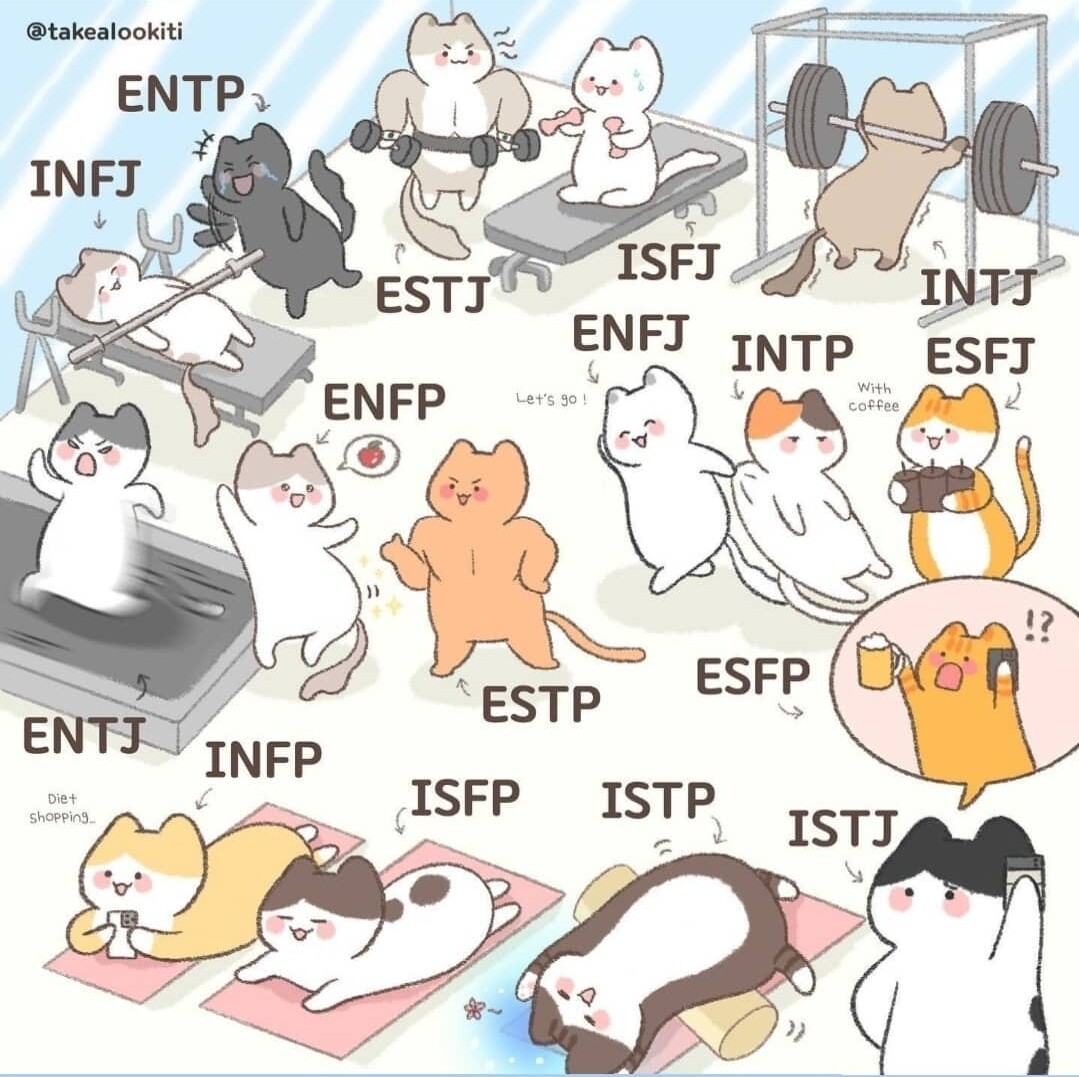 @takealookiti
ENTP
INFJ
ESTJ
ISFJ
INTJ
ENFJ
INTP
ESFJ
Let's go !
With
coffee
ENFP
ENTJ
ESTP
ESFP
!?
INFP
Diet
shopping...
ISFP
ISTP
ISTJ